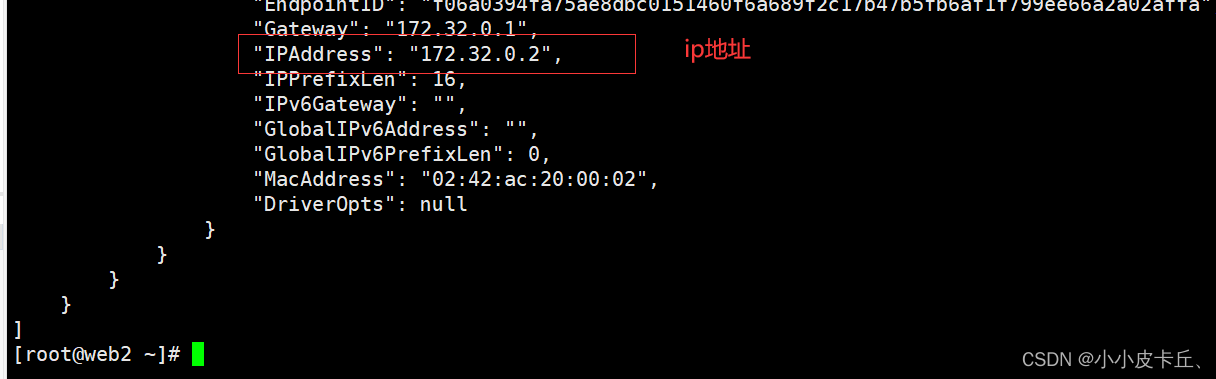 "EndpointID": "f06a0394fa75ae8dbc0151460f6a689f2c17b47b5fb6af1f799ee66a2a02affa"
"Gateway": "172.32.0.1",
"IPAddress": "172.32.0.2",
ip地址
"IPPrefixLen": 16,
"IPv6Gateway": "",
"GlobalIPv6Address": "",
"GlobalIPv6PrefixLen": 0,
"MacAddress": "02:42:ac:20:00:02",
"DriverOpts": null
}
}
}
}
]
[root@web2 ~]#
CSDN @小小皮卡丘、